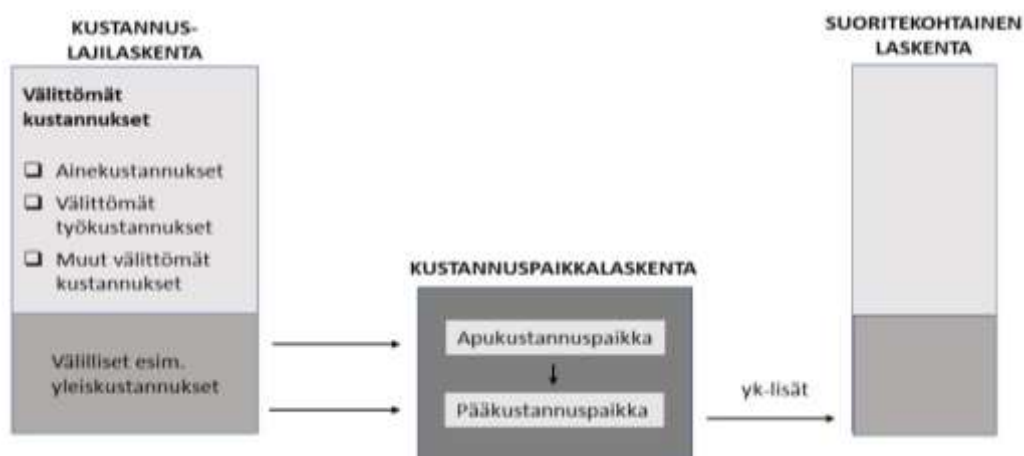 KUSTANNUS-
LAJILASKENTA
Välittömät
kustannukset
Ainekustannukset
Välittömät
työkustannukset
Muut välittömät
kustannukset
Välilliset esim.
yleiskustannukset
KUSTANNUSPAIKKALASKENTA
Apukustannuspaikka
Pääkustannuspaikka
yk-lisät
SUORITEKOHTAINEN
LASKENTA